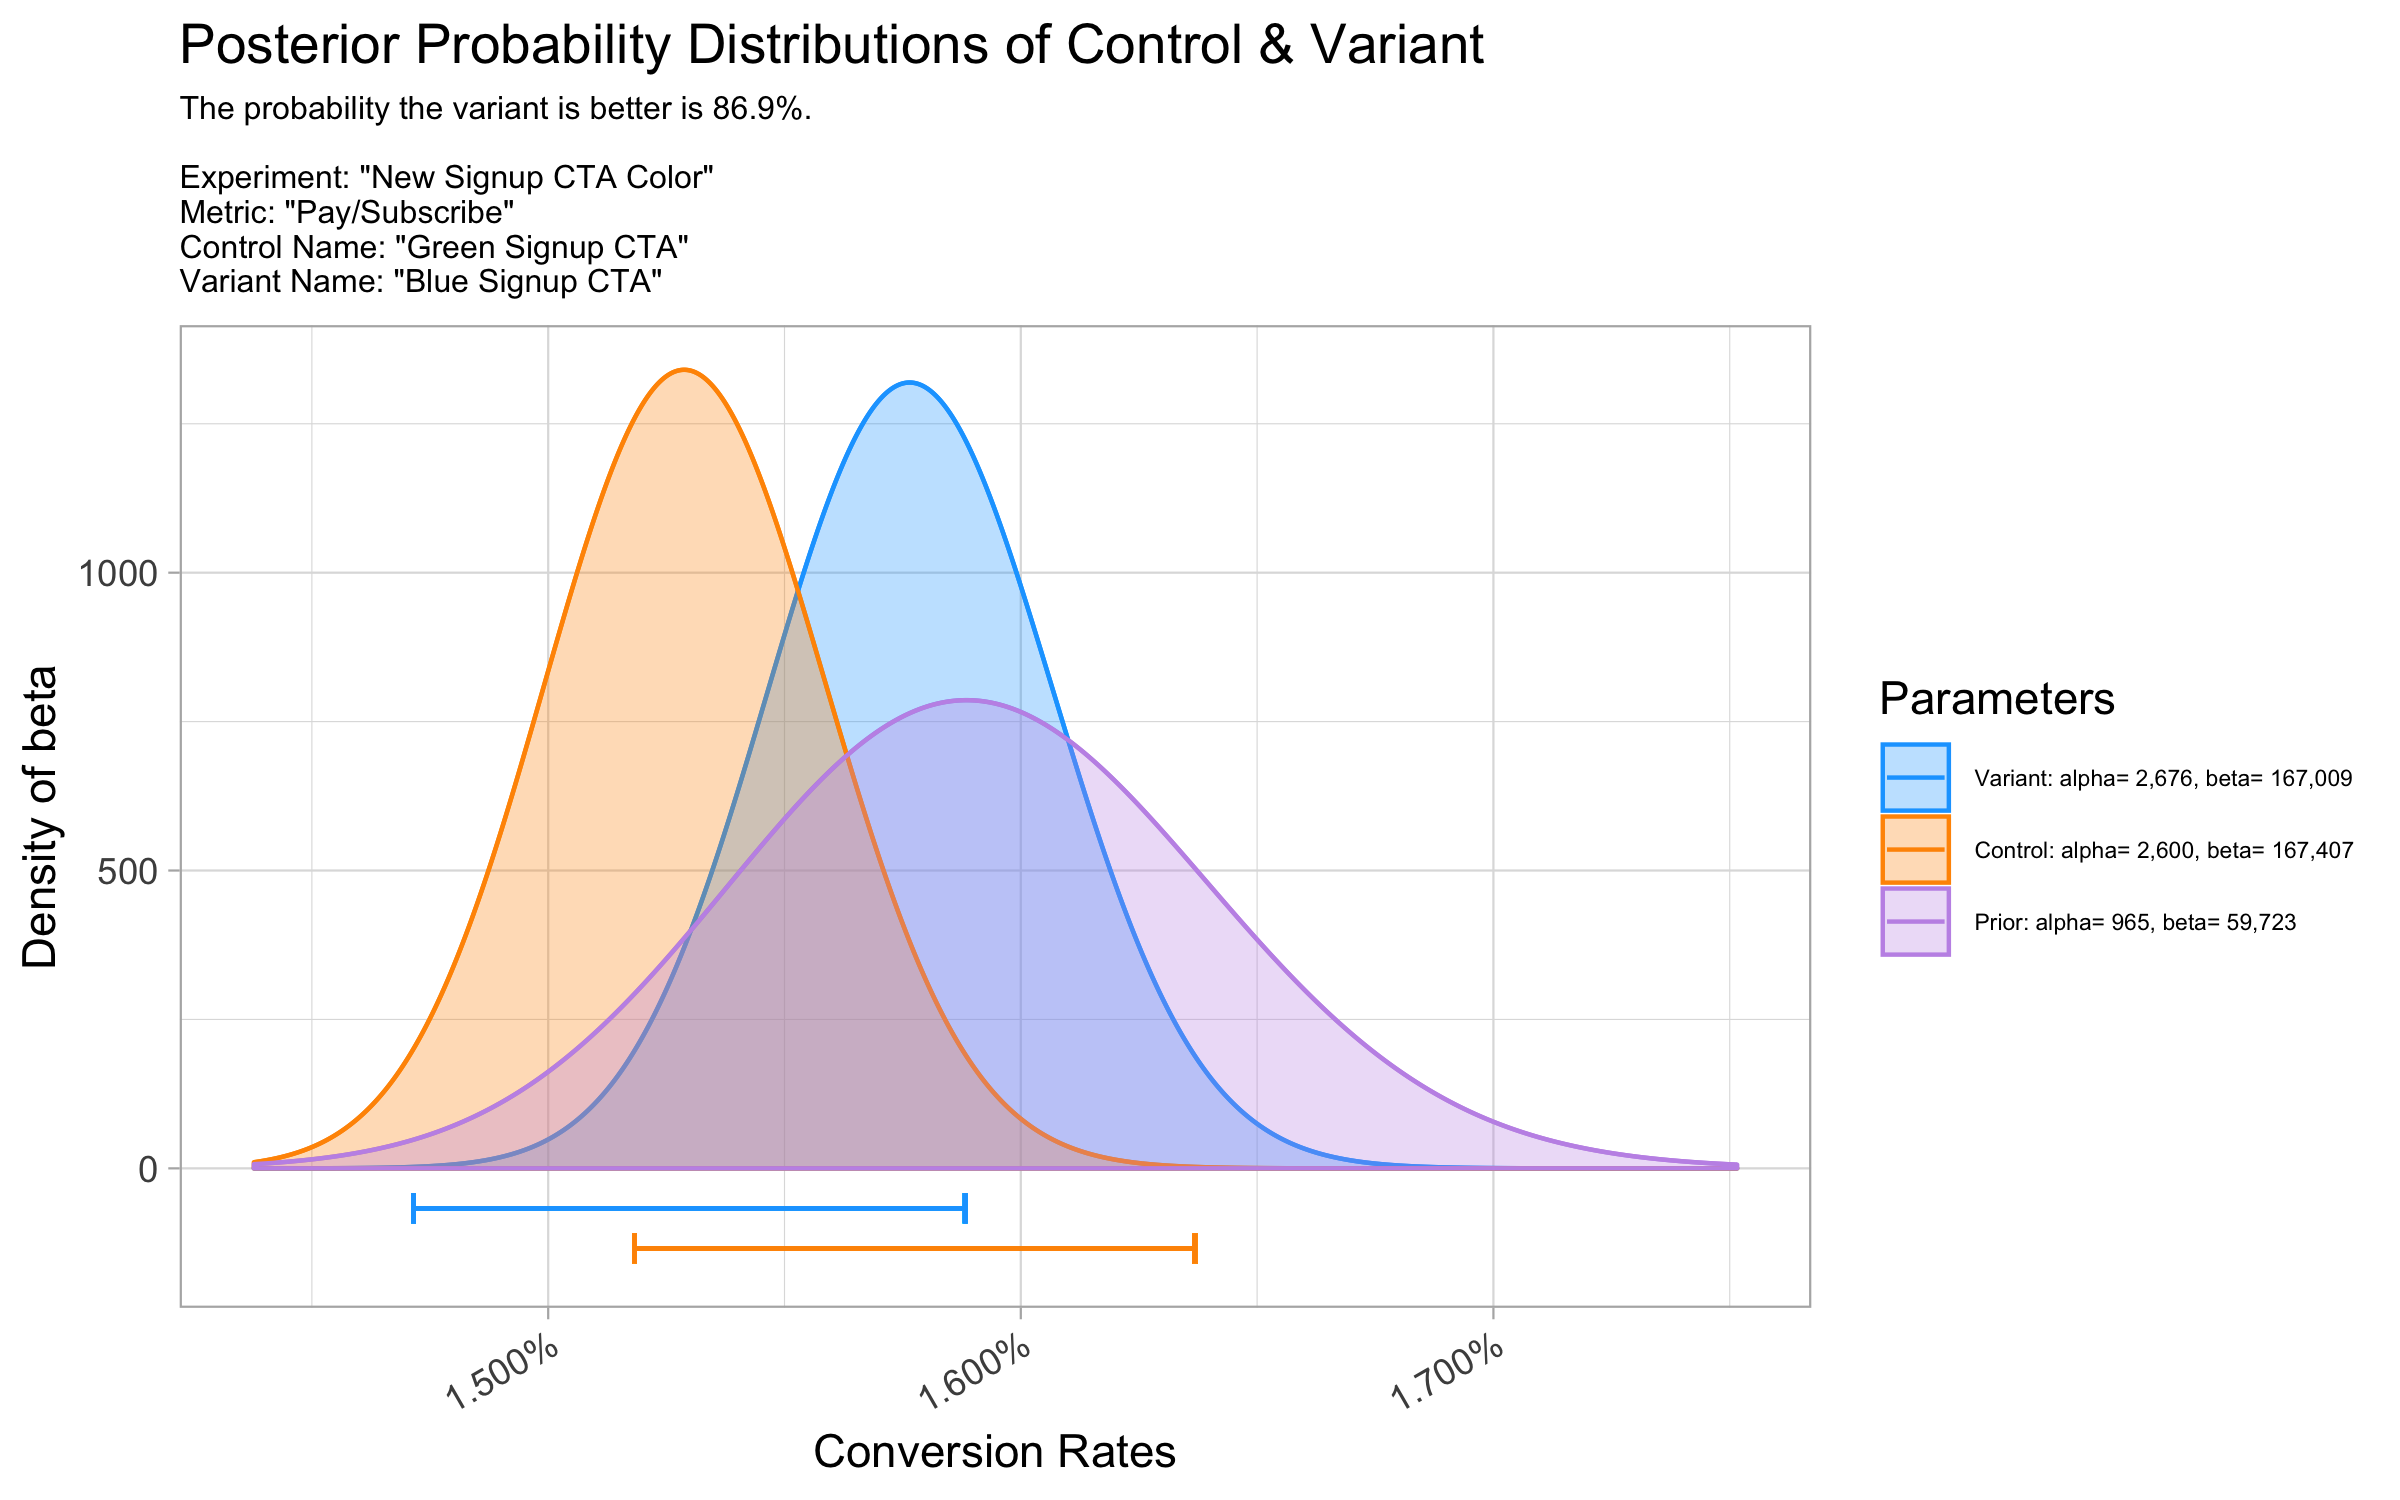 Posterior Probability Distributions of Control & Variant
The probability the variant is better is 86.9%.
Experiment: "New Signup CTA Color"
Metric: "Pay/Subscribe"
Control Name: "Green Signup CTA"
Variant Name: "Blue Signup CTA"
Density of beta
1000
500
0
1.500%
1.600%
1.700%
Conversion Rates
Parameters
Variant: alpha= 2,676, beta= 167,009
Control: alpha= 2,600, beta= 167,407
Prior: alpha= 965, beta= 59,723